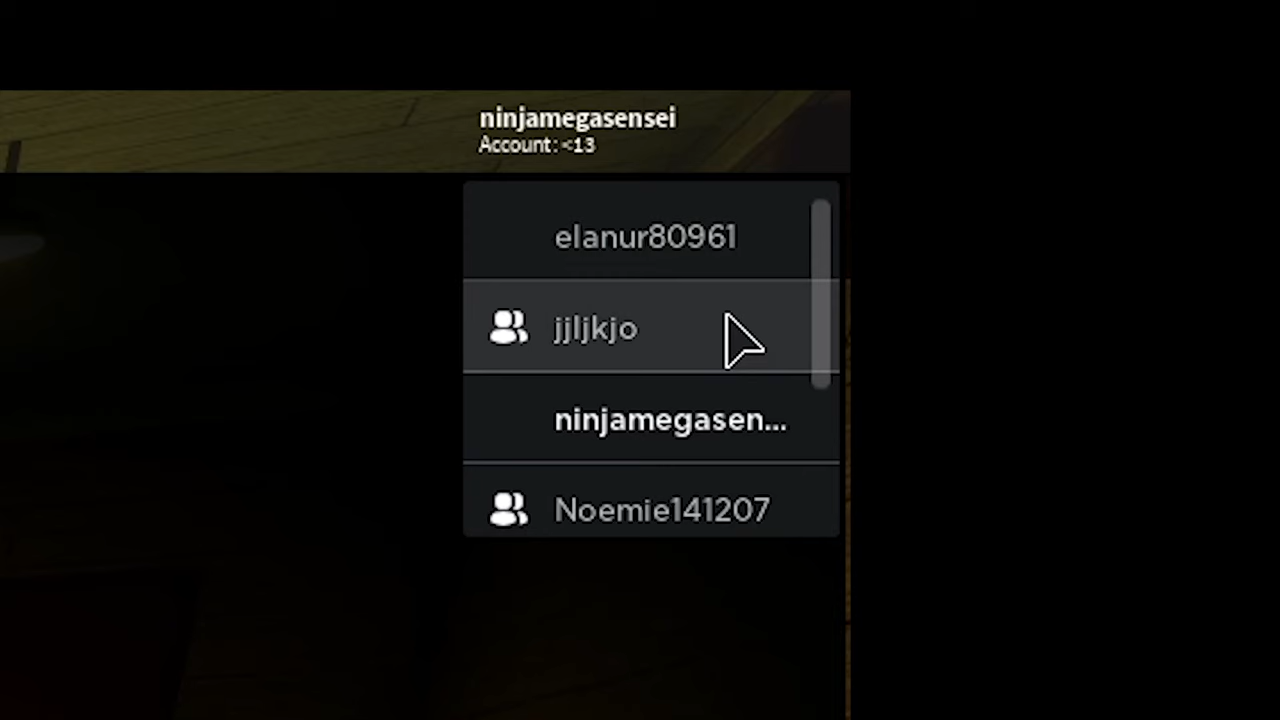 ninjamegasensei
Account: <13
elanur80961
jjljkjo
ninjamegasen...
Noemie141207